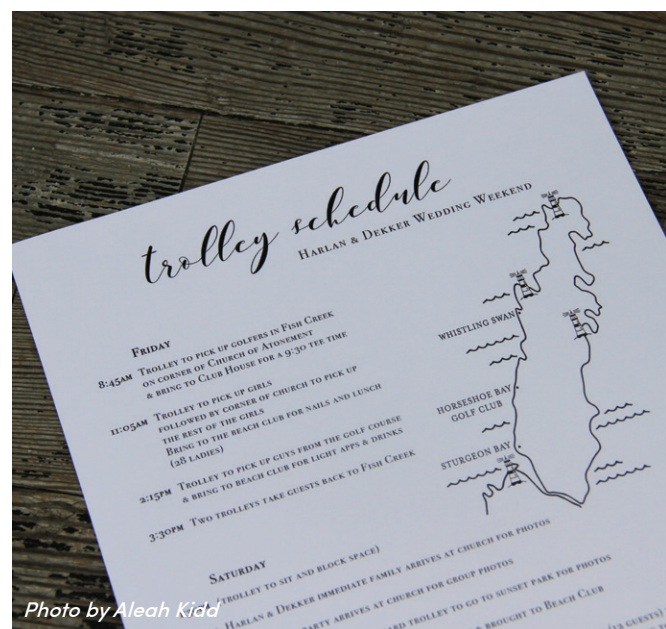 trolley schedule
Harlan & Dekker Wedding Weekend
Friday
8:45am Trolley to pick up golfers in Fish Creek
on corner of Church of Atonement
& bring to Club House for a 9:30 tee time
11:05am Trolley to pick up girls
followed by corner of church to pick up
the rest of the girls
Bring to the beach club for nails and lunch
(28 ladies)
2:15pm Trolley to pick up guys from the golf course
& bring to beach club for light apps & drinks
3:30pm Two trolleys take guests back to Fish Creek
Whistling Swan
Horseshoe Bay
Golf Club
Sturgeon Bay
Saturday
(trolley to sit and block space)
Harlan & Dekker immediate family arrives at church for photos
party arrives at church for group photos
trolley to go to sunset park for photos
brought to Beach Club
guests)
Photo by Aleah Kidd